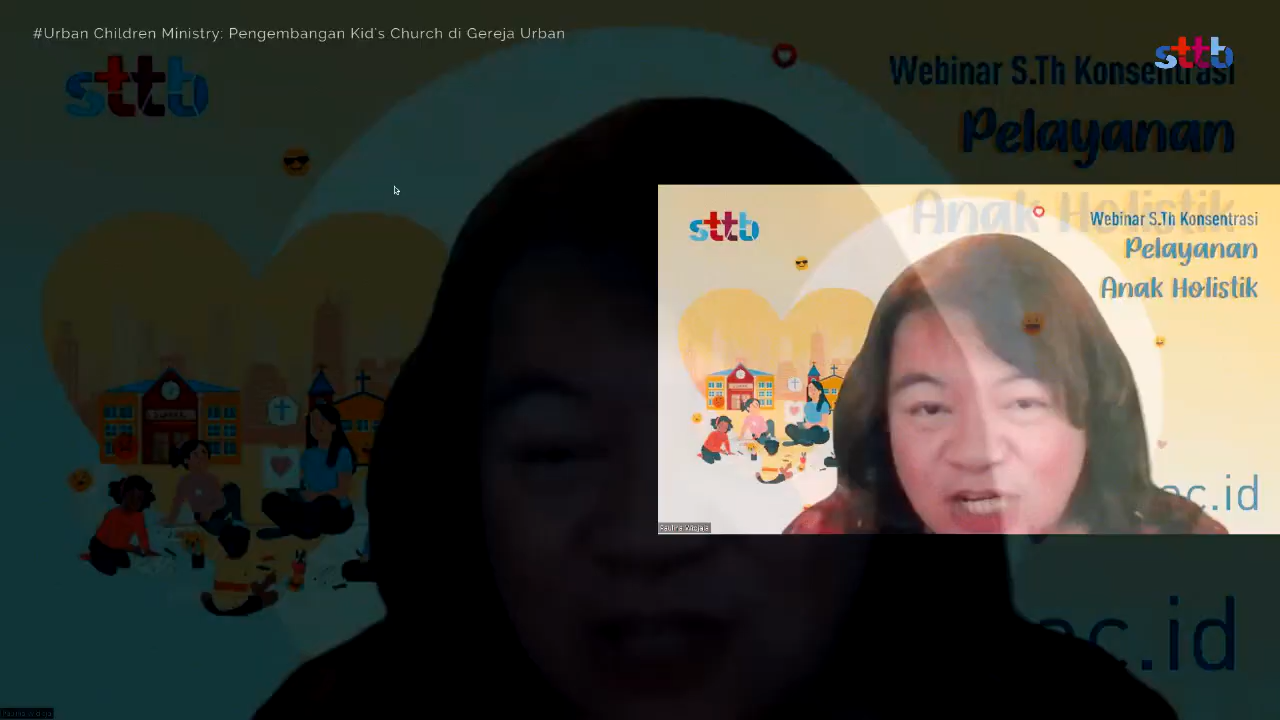 #Urban Children Ministry: Pengembangan Kid's Church di Gereja Urban
sttb
sttb
Webinar S.Th Konsentrasi
Pelayanan
Anak Holistik
sttb
Webinar S.Th Konsentrasi
Pelayanan
Anak Holistik
SCHOOL
ac.id
ac.id